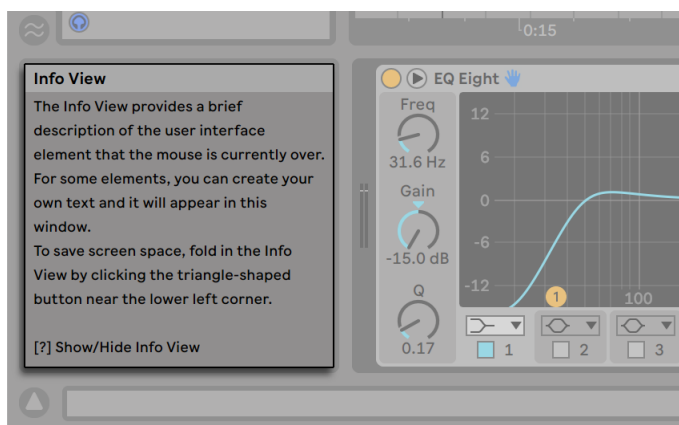 0:15
Info View
The Info View provides a brief
description of the user interface
element that the mouse is currently over.
For some elements, you can create your
own text and it will appear in this
window.
To save screen space, fold in the Info
View by clicking the triangle-shaped
button near the lower left corner.
[?] Show/Hide Info View
EQ Eight
Freq
31.6 Hz
Gain
-15.0 dB
Q
0.17
12
6
0
-6
-12
1
100
1
2
3